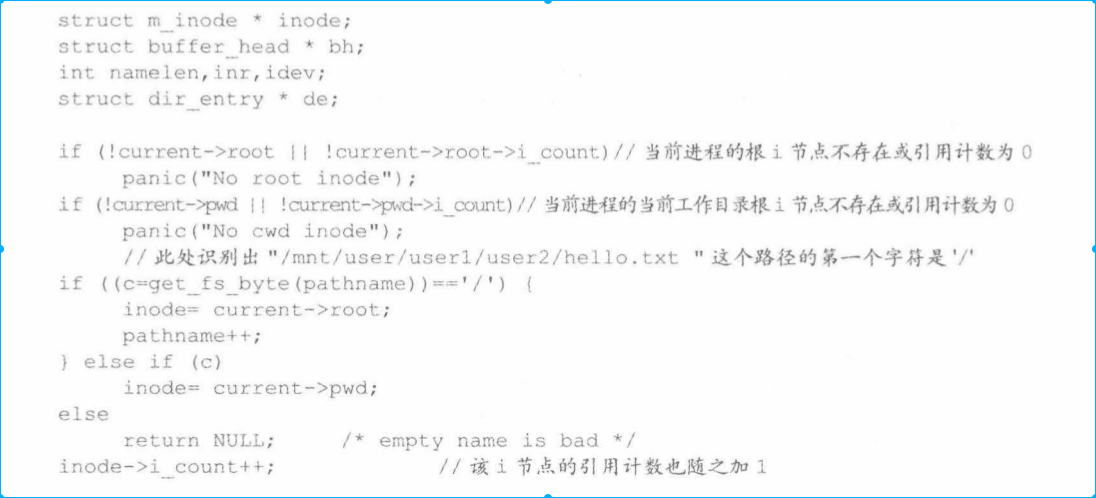 struct m_inode * inode;
struct buffer_head * bh;
int namelen,inr,idev;
struct dir_entry * de;
if (!current->root || !current->root->i_count)// 当前进程的根 i 节点不存在或引用计数为 0
panic("No root inode");
if (!current->pwd || !current->pwd->i_count)// 当前进程的当前工作目录根 i 节点不存在或引用计数为 0
panic("No cwd inode");
// 此处识别出 "/mnt/user/user1/user2/hello.txt " 这个路径的第一个字符是 '/'
if ((c=get_fs_byte(pathname))=='/') {
inode= current->root;
pathname++;
} else if (c)
inode= current->pwd;
else
return NULL; /* empty name is bad */
inode->i_count++; // 该 i 节点的引用计数也随之加 1